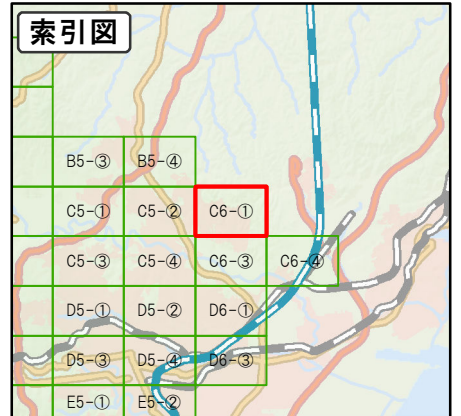 索引図
B5-③ B5-④
C5-① C5-② C6-①
C5-③ C5-④ C6-③ C6-④
D5-① D5-② D6-①
D5-③ D5-④ D6-③
E5-① E5-②